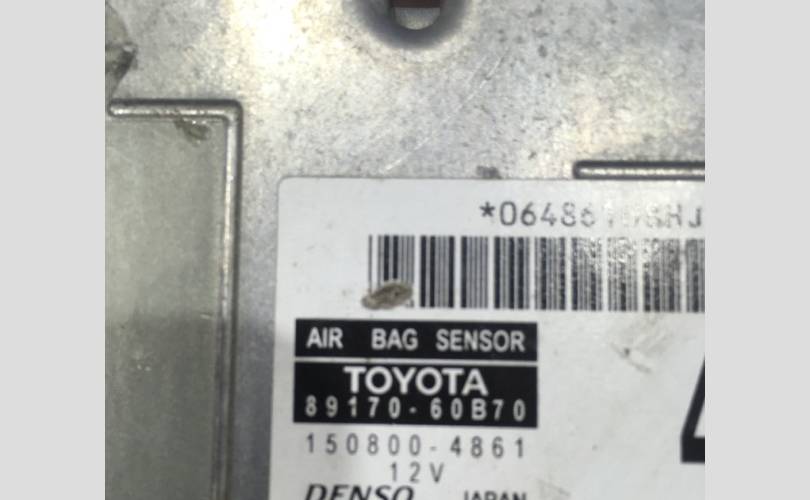 AIR BAG SENSOR
TOYOTA
89170-60B70
150800-4861
12V
DENSO JAPAN